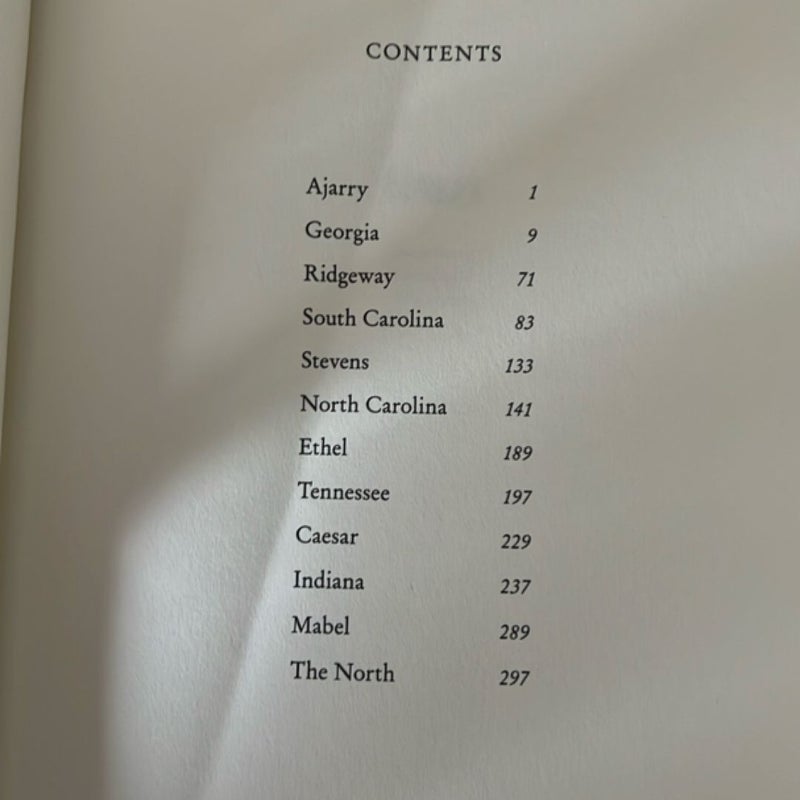 CONTENTS
Ajarry 1
Georgia 9
Ridgeway 71
South Carolina 83
Stevens 133
North Carolina 141
Ethel 189
Tennessee 197
Caesar 229
Indiana 237
Mabel 289
The North 297